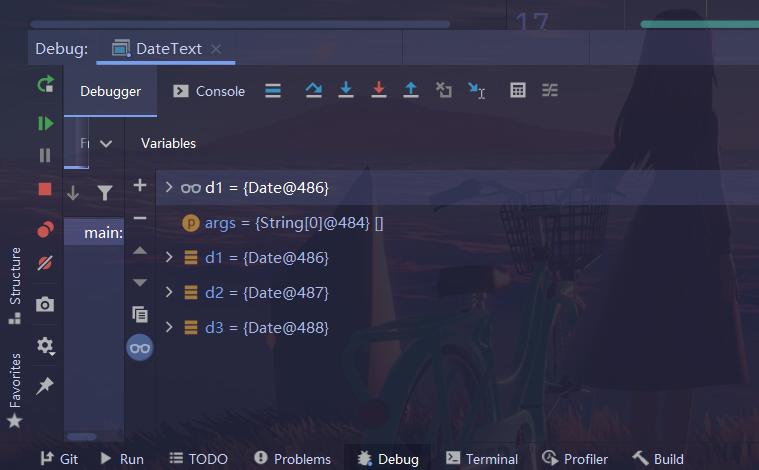 17
Debug: DateText
Debugger Console
Fr Variables
d1 = {Date@486}
args = {String[0]@484} []
main:
d1 = {Date@486}
d2 = {Date@487}
d3 = {Date@488}
Structure
Favorites
Git Run TODO Problems Debug Terminal Profiler Build